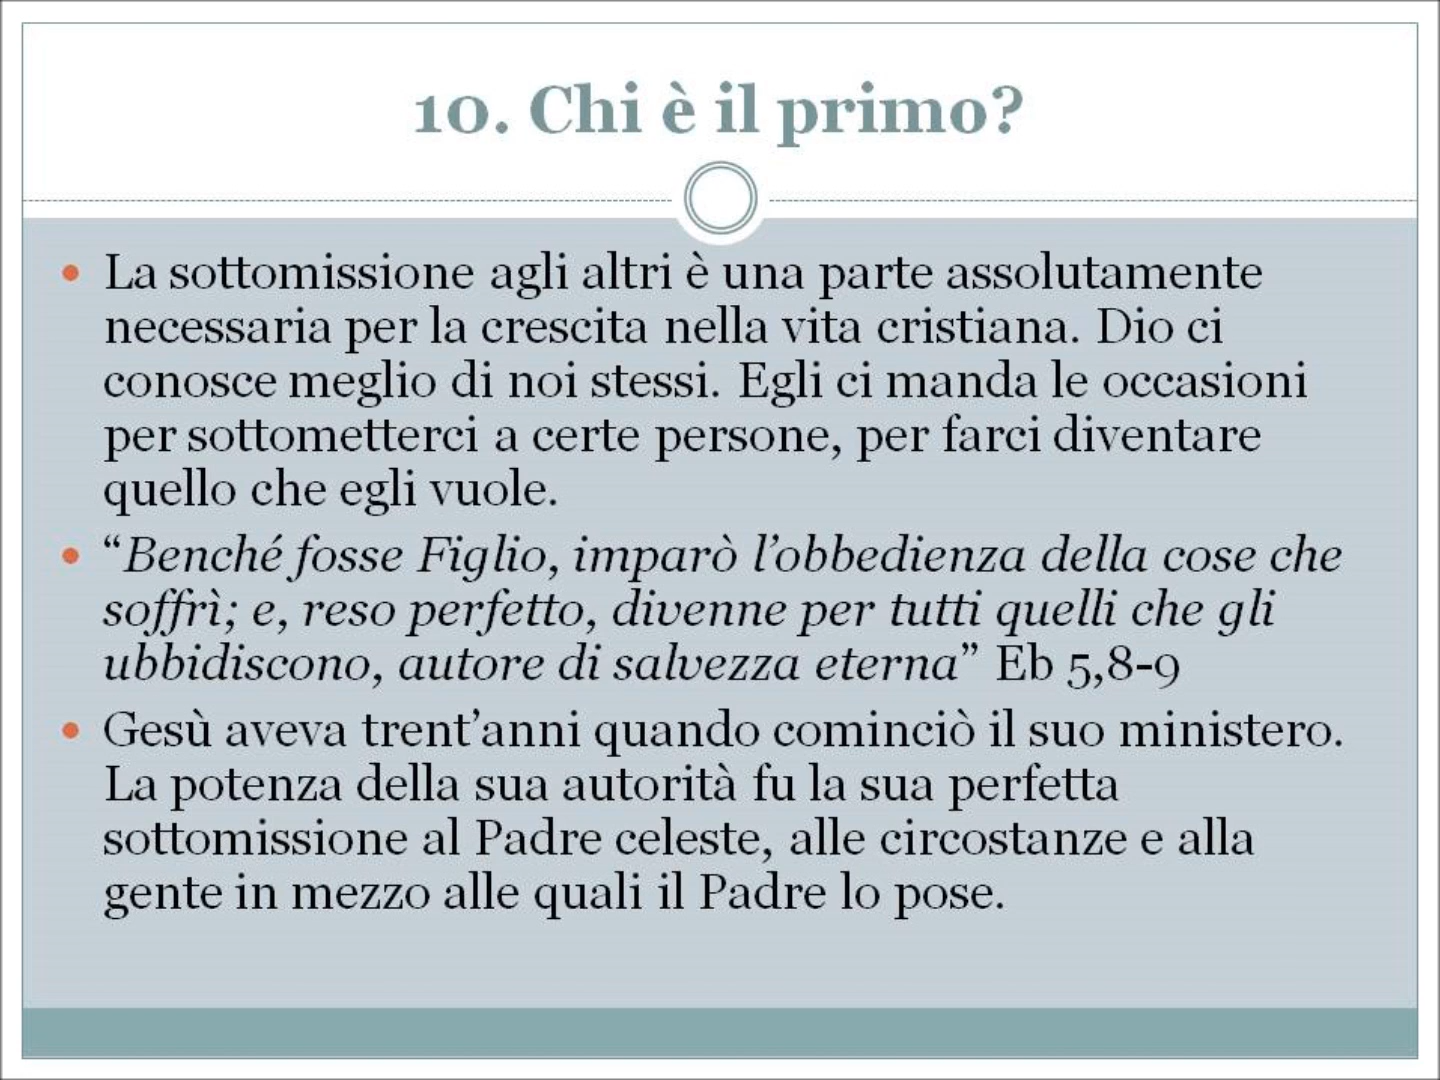 10. Chi è il primo?
• La sottomissione agli altri è una parte assolutamente
necessaria per la crescita nella vita cristiana. Dio ci
conosce meglio di noi stessi. Egli ci manda le occasioni
per sottometterci a certe persone, per farci diventare
quello che egli vuole.
• “Benché fosse Figlio, imparò l’obbedienza della cose che
soffrì; e, reso perfetto, divenne per tutti quelli che gli
ubbidiscono, autore di salvezza eterna” Eb 5,8-9
• Gesù aveva trent’anni quando cominciò il suo ministero.
La potenza della sua autorità fu la sua perfetta
sottomissione al Padre celeste, alle circostanze e alla
gente in mezzo alle quali il Padre lo pose.